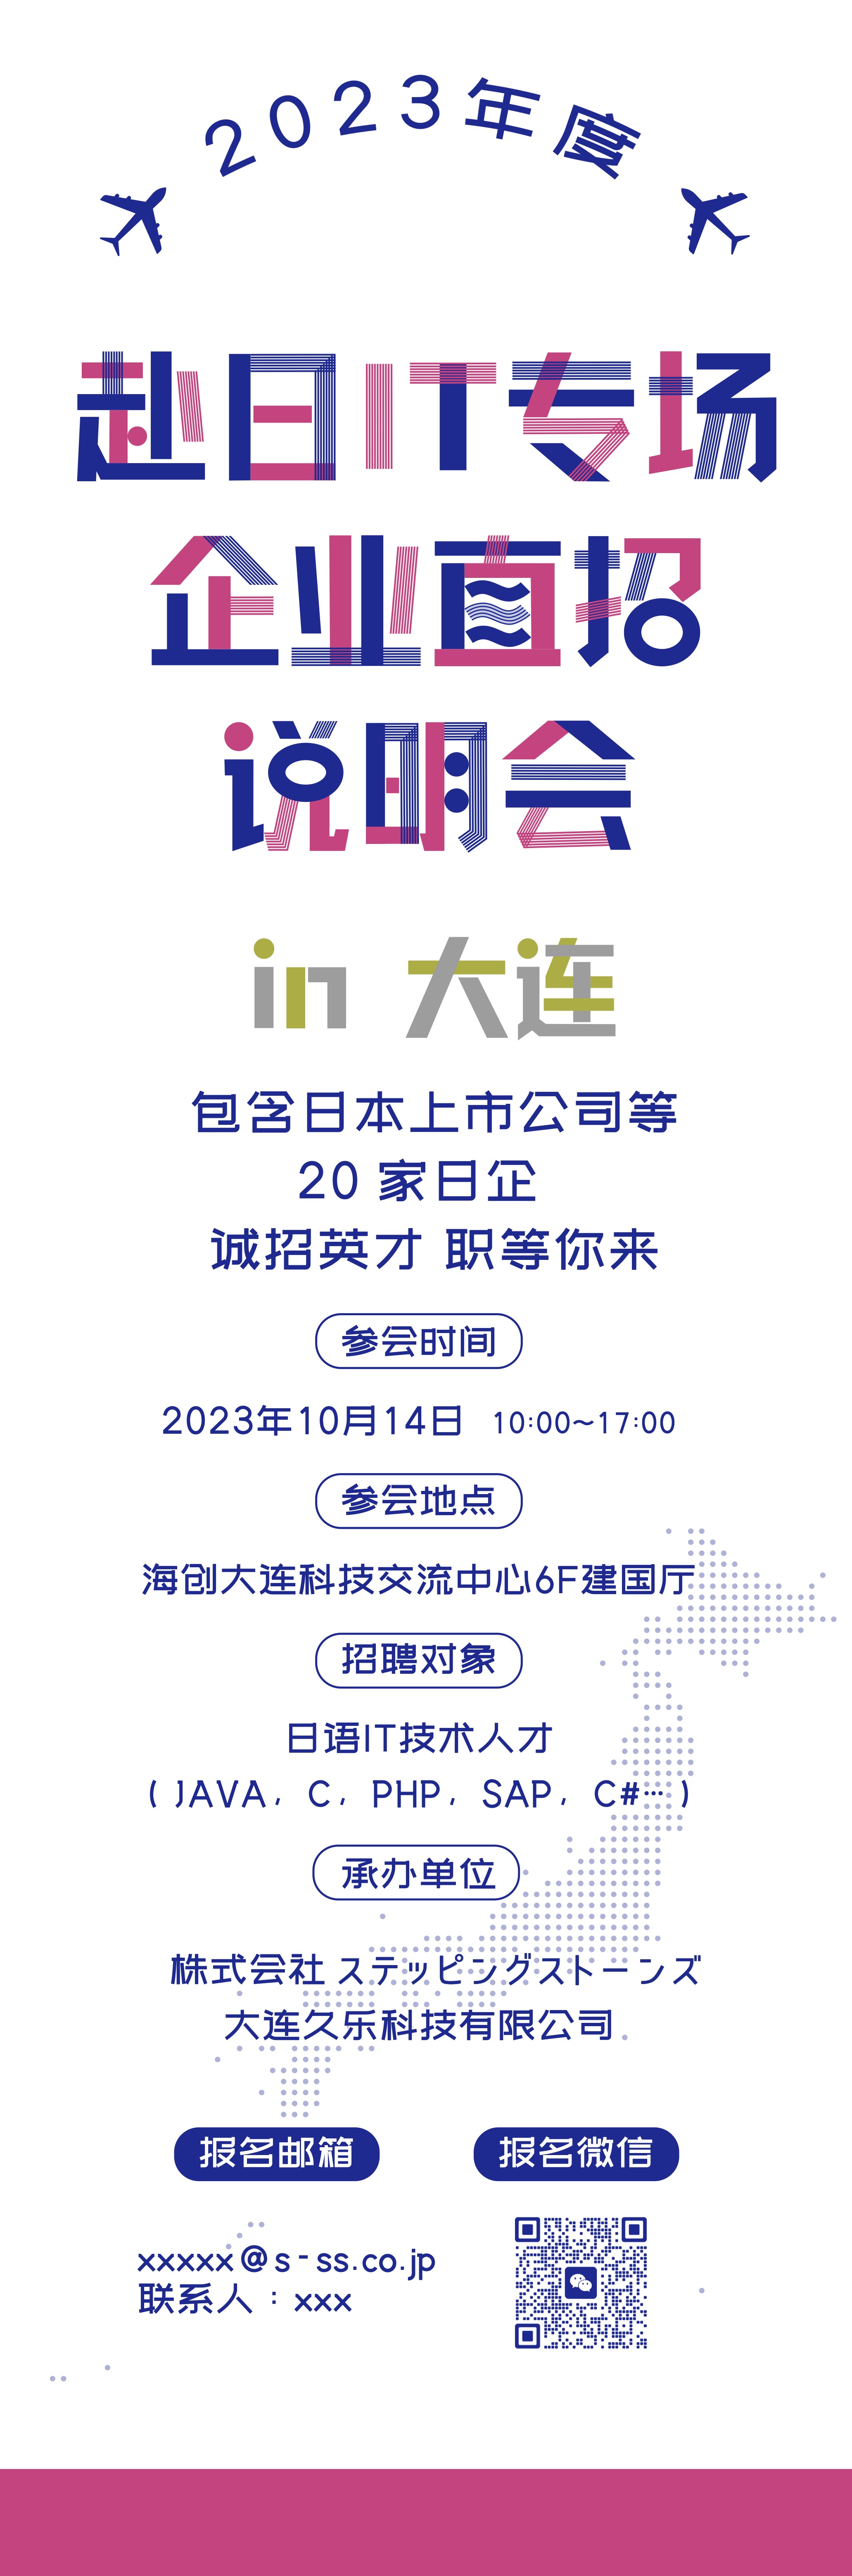 2023年度
赴日IT专场
企业直招
说明会
in 大连
包含日本上市公司等
20 家日企
诚招英才 职等你来
参会时间
2023年10月14日 10:00~17:00
参会地点
海创大连科技交流中心6F建国厅
招聘对象
日语IT技术人才
( JAVA, C, PHP, SAP, C#… )
承办单位
株式会社 ステッピングストーンズ
大连久乐科技有限公司
报名邮箱 报名微信
xxxxx@s-ss.co.jp
联系人：xxx